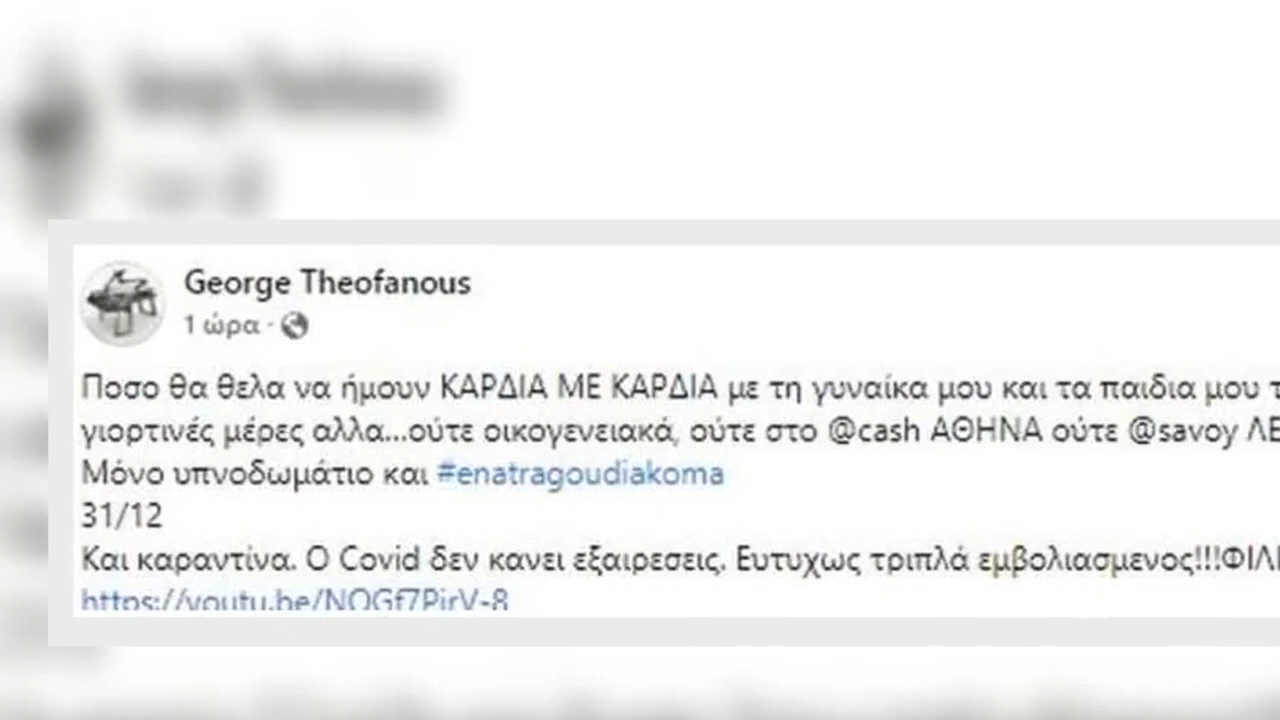 George Theofanous
1 ώρα ·
Ποσο θα θελα να ήμουν ΚΑΡΔΙΑ ΜΕ ΚΑΡΔΙΑ με τη γυναίκα μου και τα παιδια μου
γιορτινές μέρες αλλα...ούτε οικογενειακά, ούτε στο @cash ΑΘΗΝΑ ούτε @savoy
Μόνο υπνοδωμάτιο και #enatragoudiakoma
31/12
Και καραντίνα. Ο Covid δεν κανει εξαιρεσεις. Ευτυχως τριπλά εμβολιασμενος!!!
https://youtu.be/NOGf7PirV-8